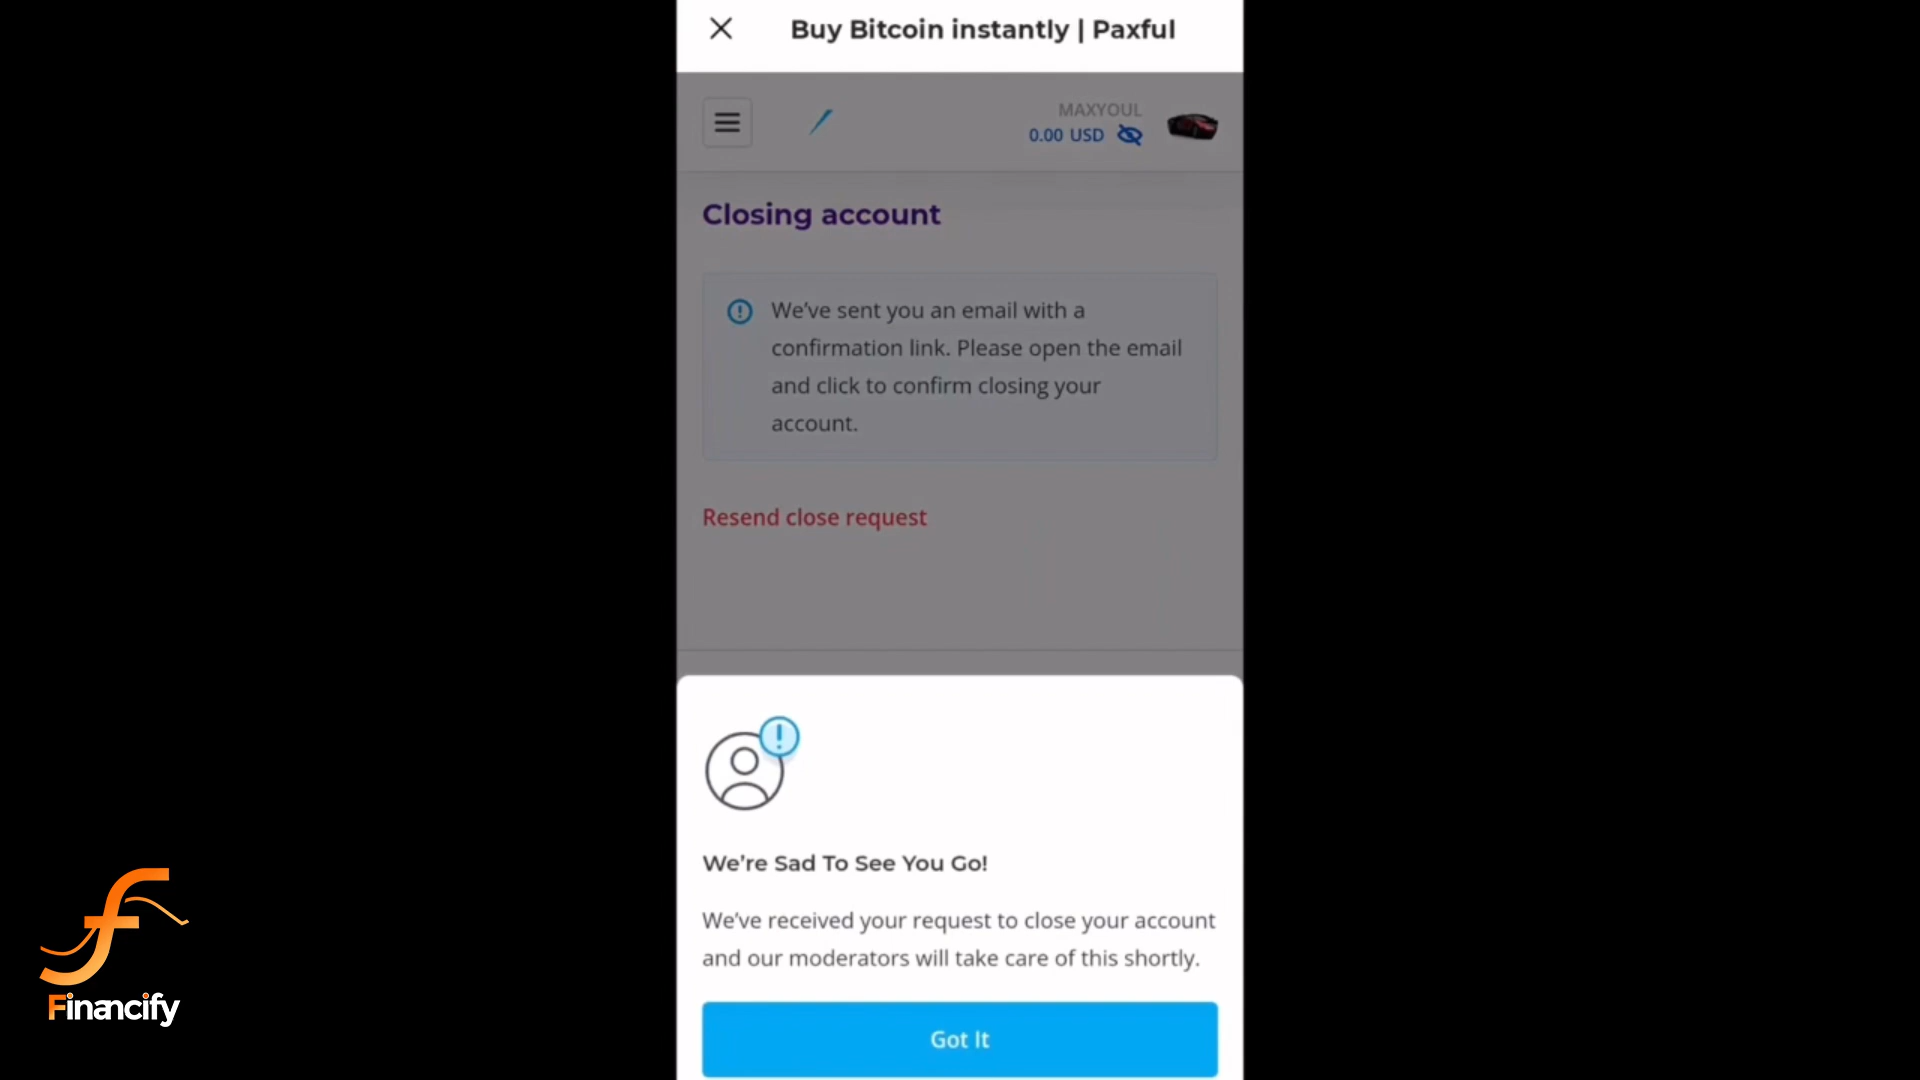 Buy Bitcoin instantly | Paxful
MAXYOUL
0.00 USD
Closing account
We've sent you an email with a
confirmation link. Please open the email
and click to confirm closing your
account.
Resend close request
We're Sad To See You Go!
We've received your request to close your account
and our moderators will take care of this shortly.
Got It
Financify